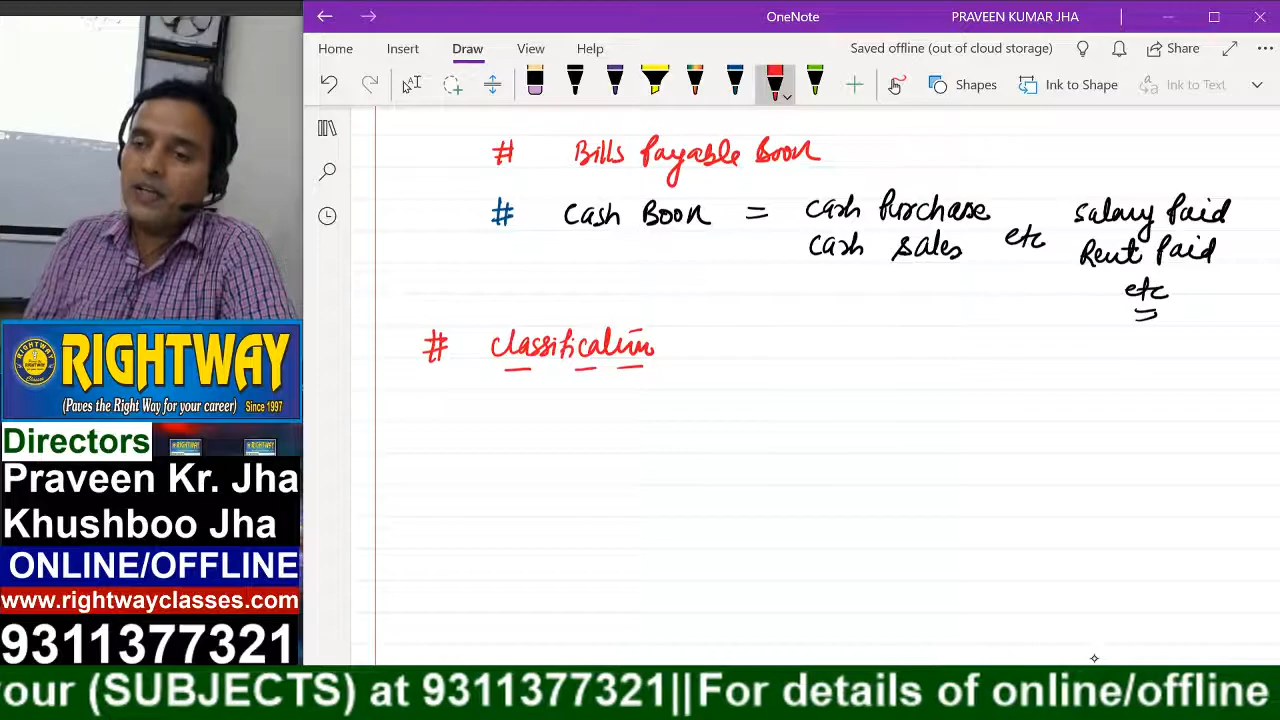 OneNote
PRAVEEN KUMAR JHA
Home Insert Draw View Help
Saved offline (out of cloud storage)
Share
Shapes
Ink to Shape
Ink to Text
# Bills Payable Book
# Cash Book = Cash Purchase
Cash Sales etc
Salary Paid
Rent Paid
etc
# Classification
RIGHTWAY
(Paves the Right Way for your career) Since 1997
Directors
Praveen Kr. Jha
Khushboo Jha
ONLINE/OFFLINE
www.rightwayclasses.com
9311377321
your (SUBJECTS) at 9311377321||For details of online/offline